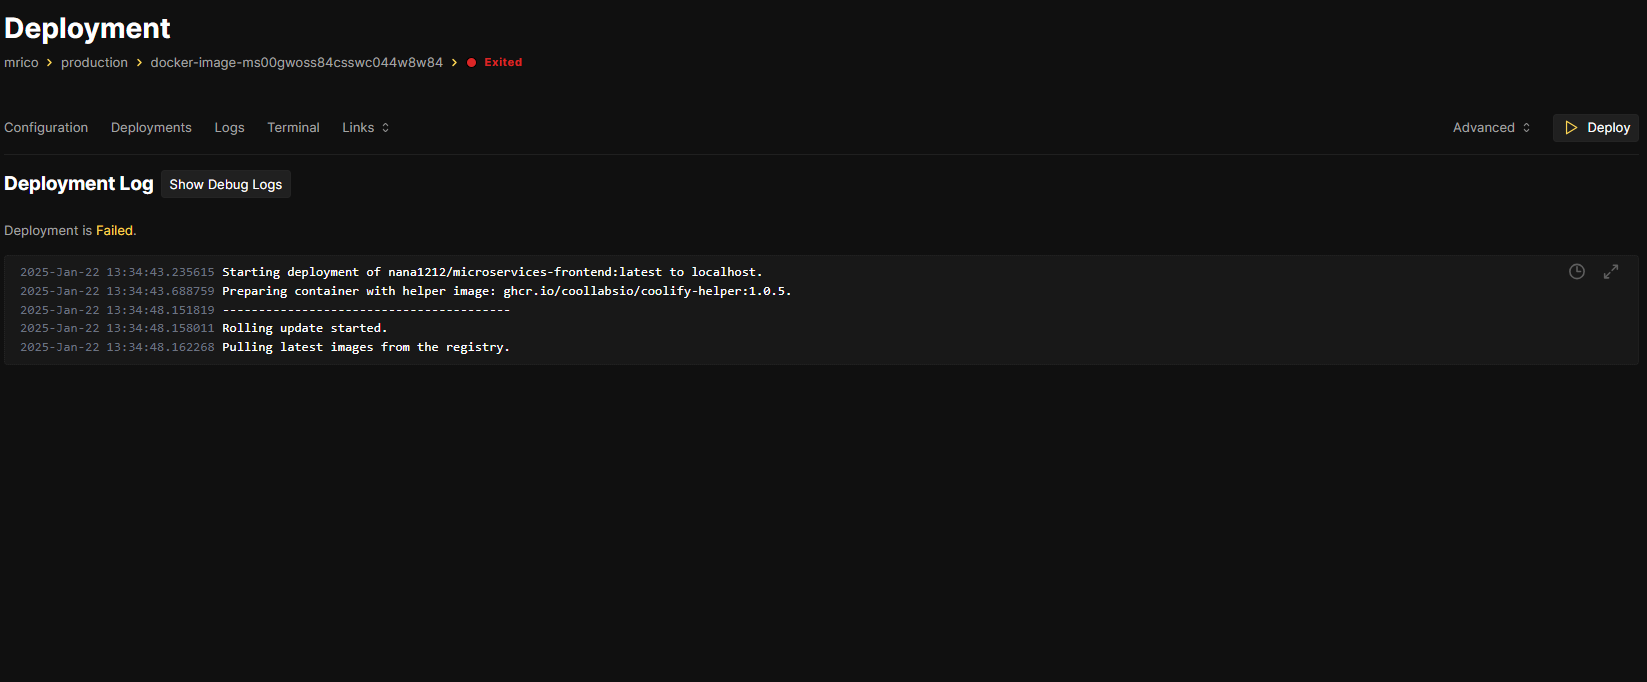 Deployment
mrico > production > docker-image-ms00gwoss84csswc044w8w84 > Exited
Configuration Deployments Logs Terminal Links Advanced Deploy
Deployment Log Show Debug Logs
Deployment is Failed.
2025-Jan-22 13:34:43.235615 Starting deployment of nana1212/microservices-frontend:latest to localhost.
2025-Jan-22 13:34:43.688759 Preparing container with helper image: ghcr.io/coollabsio/coolify-helper:1.0.5.
2025-Jan-22 13:34:48.151819 ----------------------------------------
2025-Jan-22 13:34:48.158011 Rolling update started.
2025-Jan-22 13:34:48.162268 Pulling latest images from the registry.